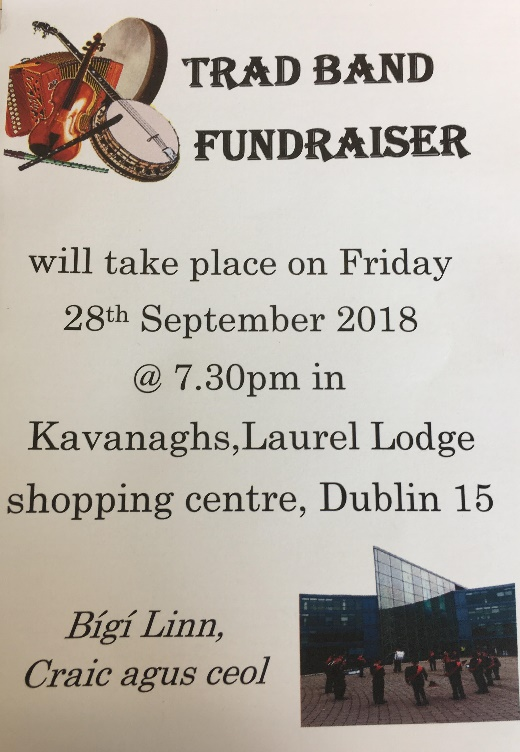 TRAD BAND
FUNDRAISER
will take place on Friday
28th September 2018
@ 7.30pm in
Kavanaghs,Laurel Lodge
shopping centre, Dublin 15
Bígí Linn,
Craic agus ceol